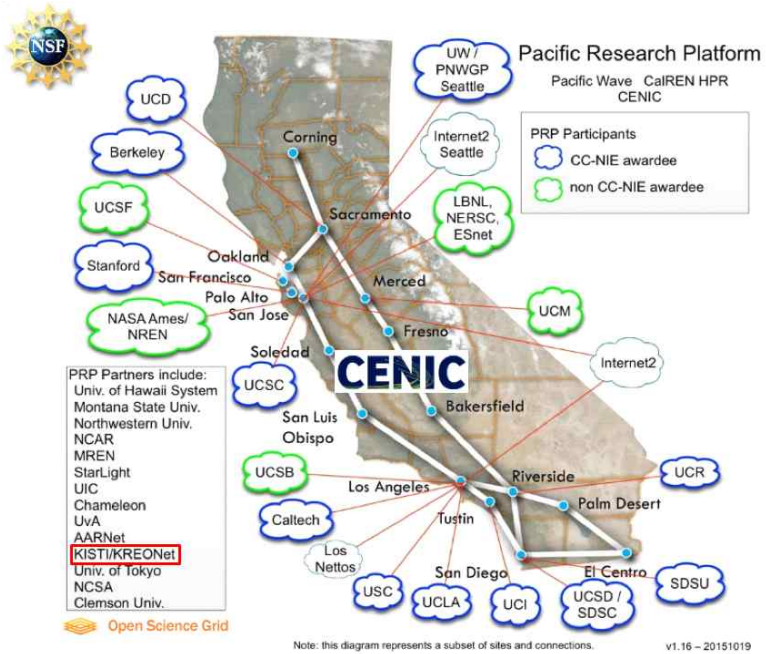 NSF
Pacific Research Platform
Pacific Wave CalREN HPR
CENIC
PRP Participants
CC-NIE awardee
non CC-NIE awardee
UW /
PNWGP
Seattle
UCD
Internet2
Seattle
Berkeley
Corning
LBNL,
NERSC,
ESnet
UCSF
Sacramento
Oakland
Stanford
San Francisco
Merced
Palo Alto
NASA Ames/
NREN
San Jose
UCM
Fresno
Soledad
CENIC
Internet2
UCSC
PRP Partners include:
Univ. of Hawaii System
Montana State Univ.
Northwestern Univ.
NCAR
MREN
StarLight
UIC
Chameleon
UvA
AARNet
KISTI/KREONet
Univ. of Tokyo
NCSA
Clemson Univ.
San Luis
Obispo
Bakersfield
UCSB
Los Angeles
Riverside
UCR
Caltech
Tustin
Palm Desert
Los
Nettos
San Diego
El Centro
USC
UCLA
UCI
UCSD /
SDSC
SDSU
Open Science Grid
Note: this diagram represents a subset of sites and connections.
v1.16 – 20151019